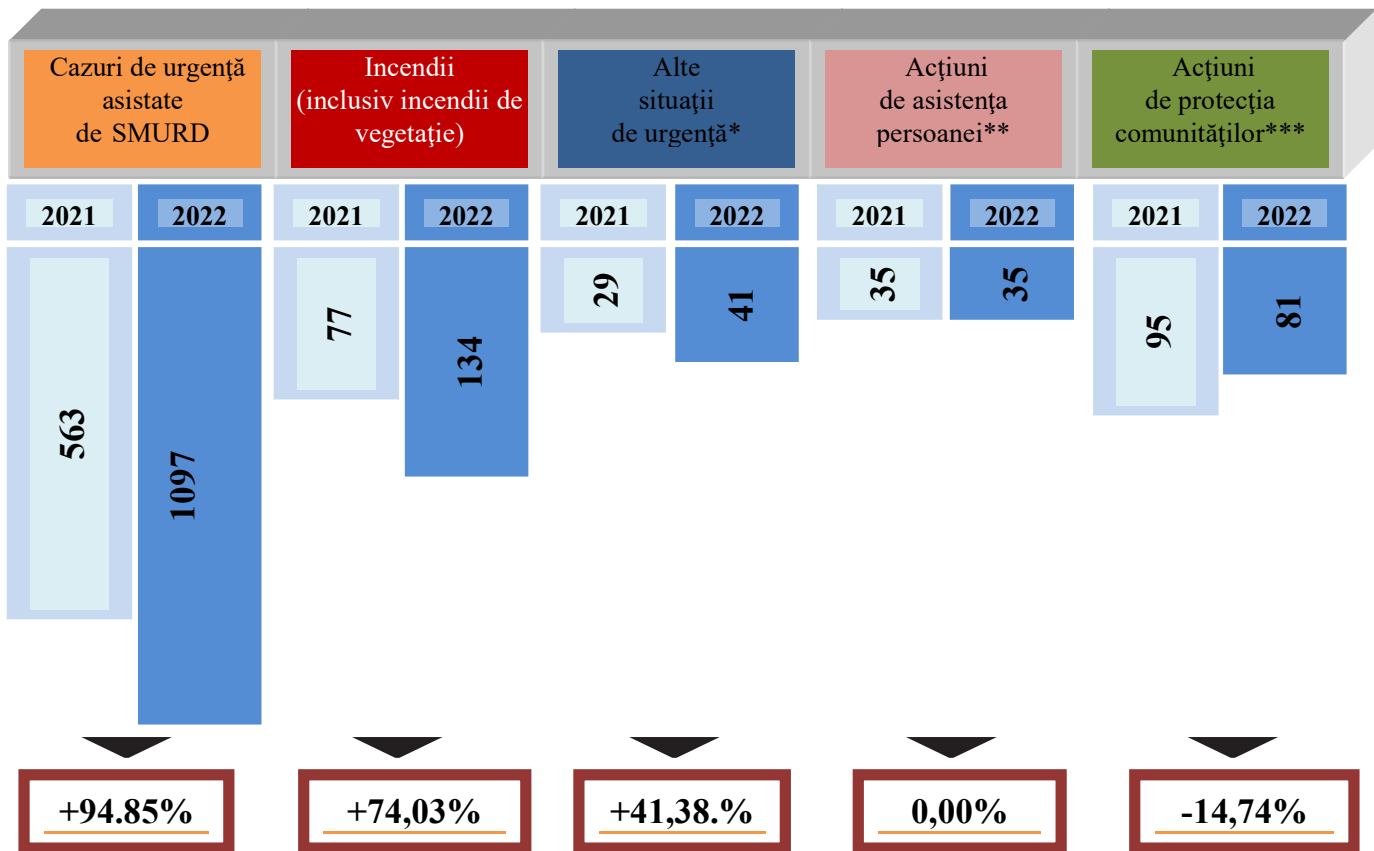 Cazuri de urgenţă
asistate
de SMURD
Incendii
(inclusiv incendii de
vegetaţie)
Alte
situaţii
de urgenţă*
Acţiuni
de asistenţa
persoanei**
Acţiuni
de protecţia
comunităţilor***
2021
2022
2021
2022
2021
2022
2021
2022
2021
2022
563
1097
77
134
29
41
35
35
95
81
+94.85%
+74,03%
+41,38.%
0,00%
-14,74%